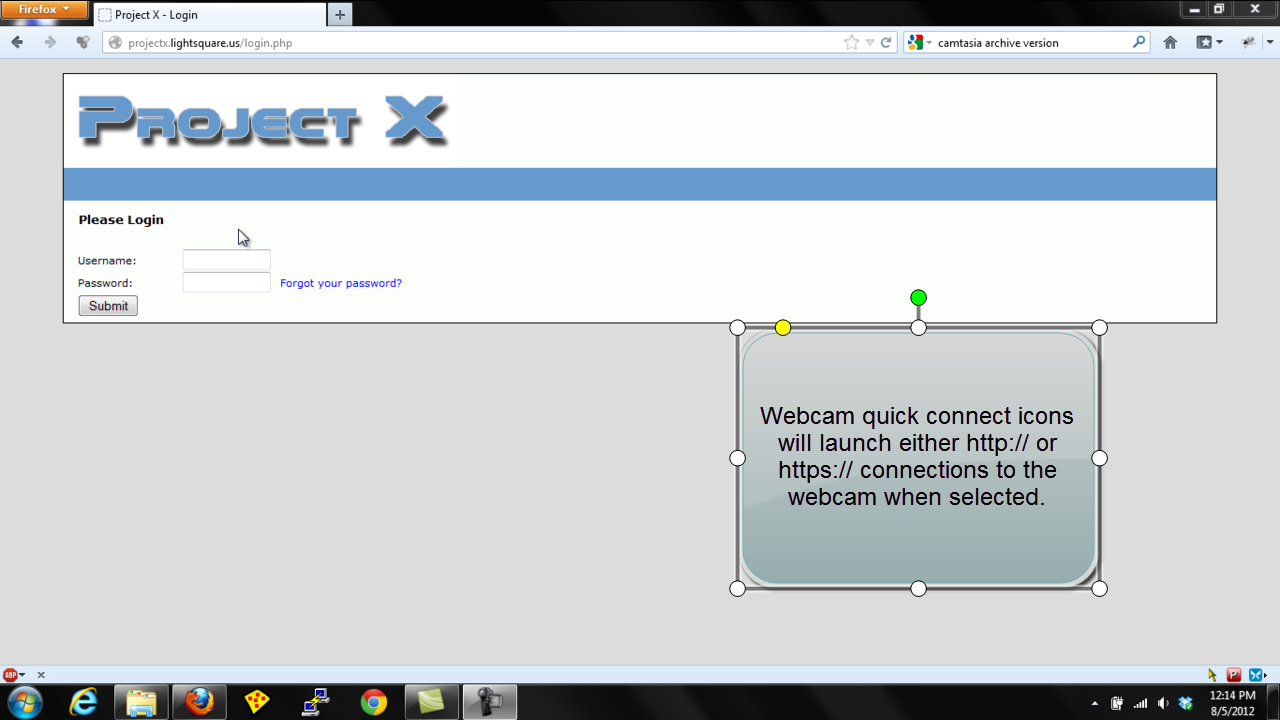 Firefox
Project X - Login
projectx.lightsquare.us/login.php
camtasia archive version
PROJECT X
Please Login
Username:
Password:
Forgot your password?
Submit
Webcam quick connect icons
will launch either http:// or
https:// connections to the
webcam when selected.
ABP
12:14 PM
8/5/2012